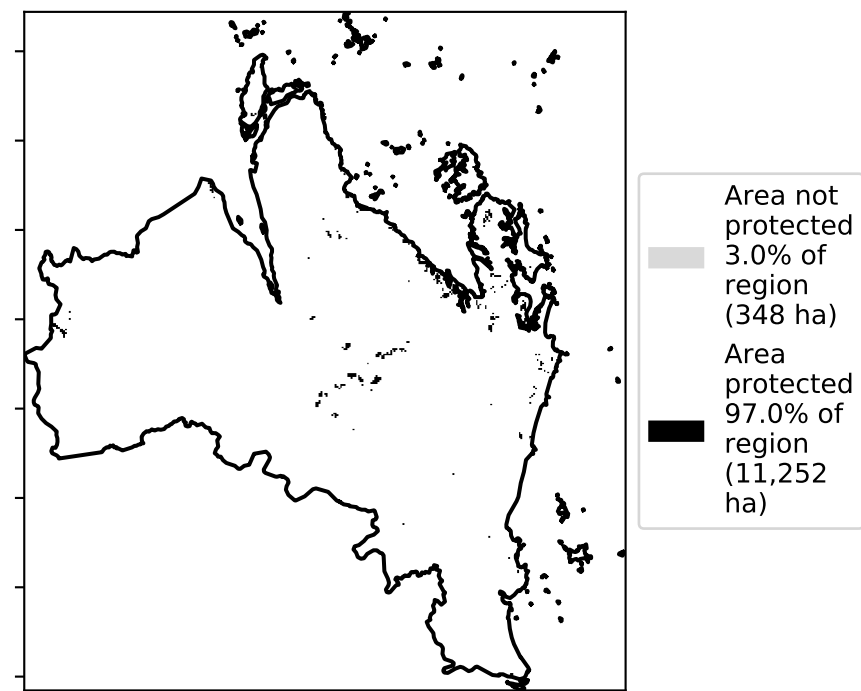 Area not
protected
3.0% of
region
(348 ha)
Area
protected
97.0% of
region
(11,252
ha)